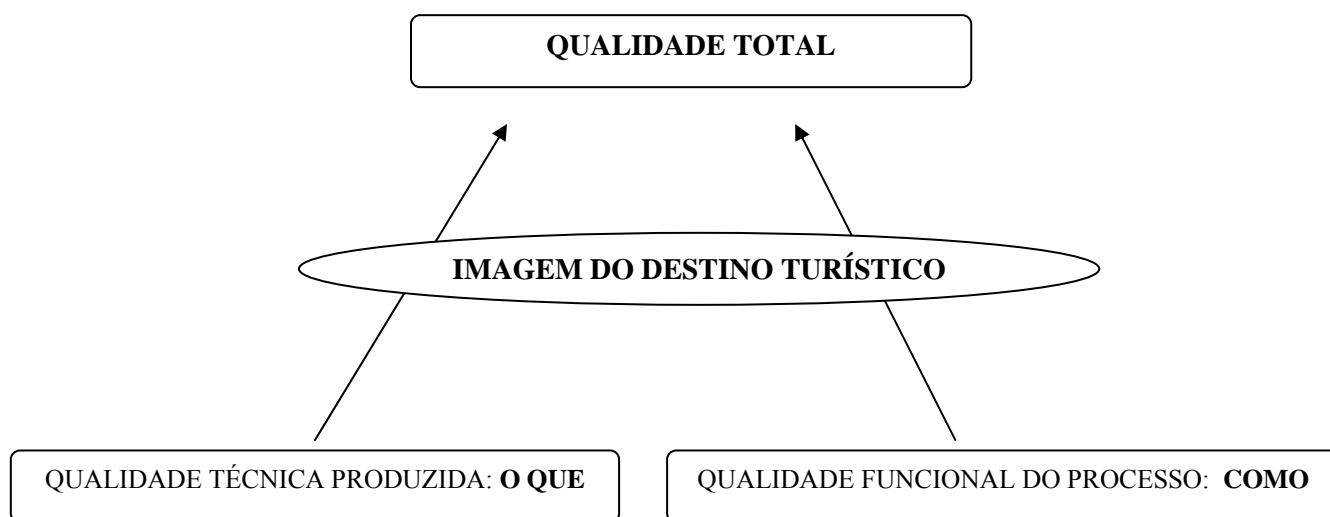 QUALIDADE TOTAL
IMAGEM DO DESTINO TURÍSTICO
QUALIDADE TÉCNICA PRODUZIDA: O QUE
QUALIDADE FUNCIONAL DO PROCESSO: COMO